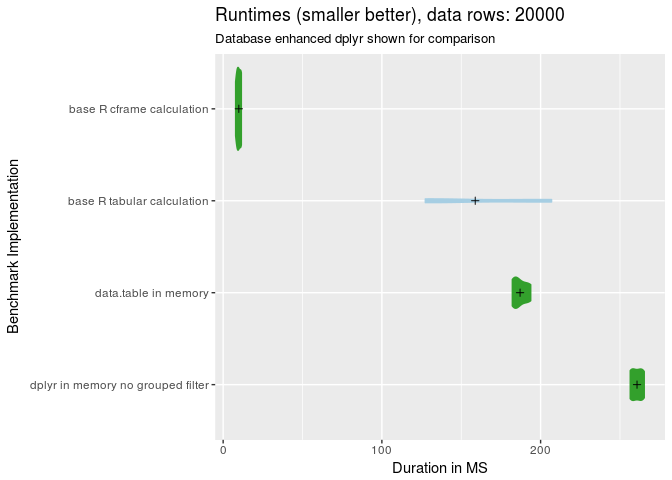 Runtimes (smaller better), data rows: 20000
Database enhanced dplyr shown for comparison
Benchmark Implementation
base R cframe calculation
base R tabular calculation
data.table in memory
dplyr in memory no grouped filter
0 100 200
Duration in MS